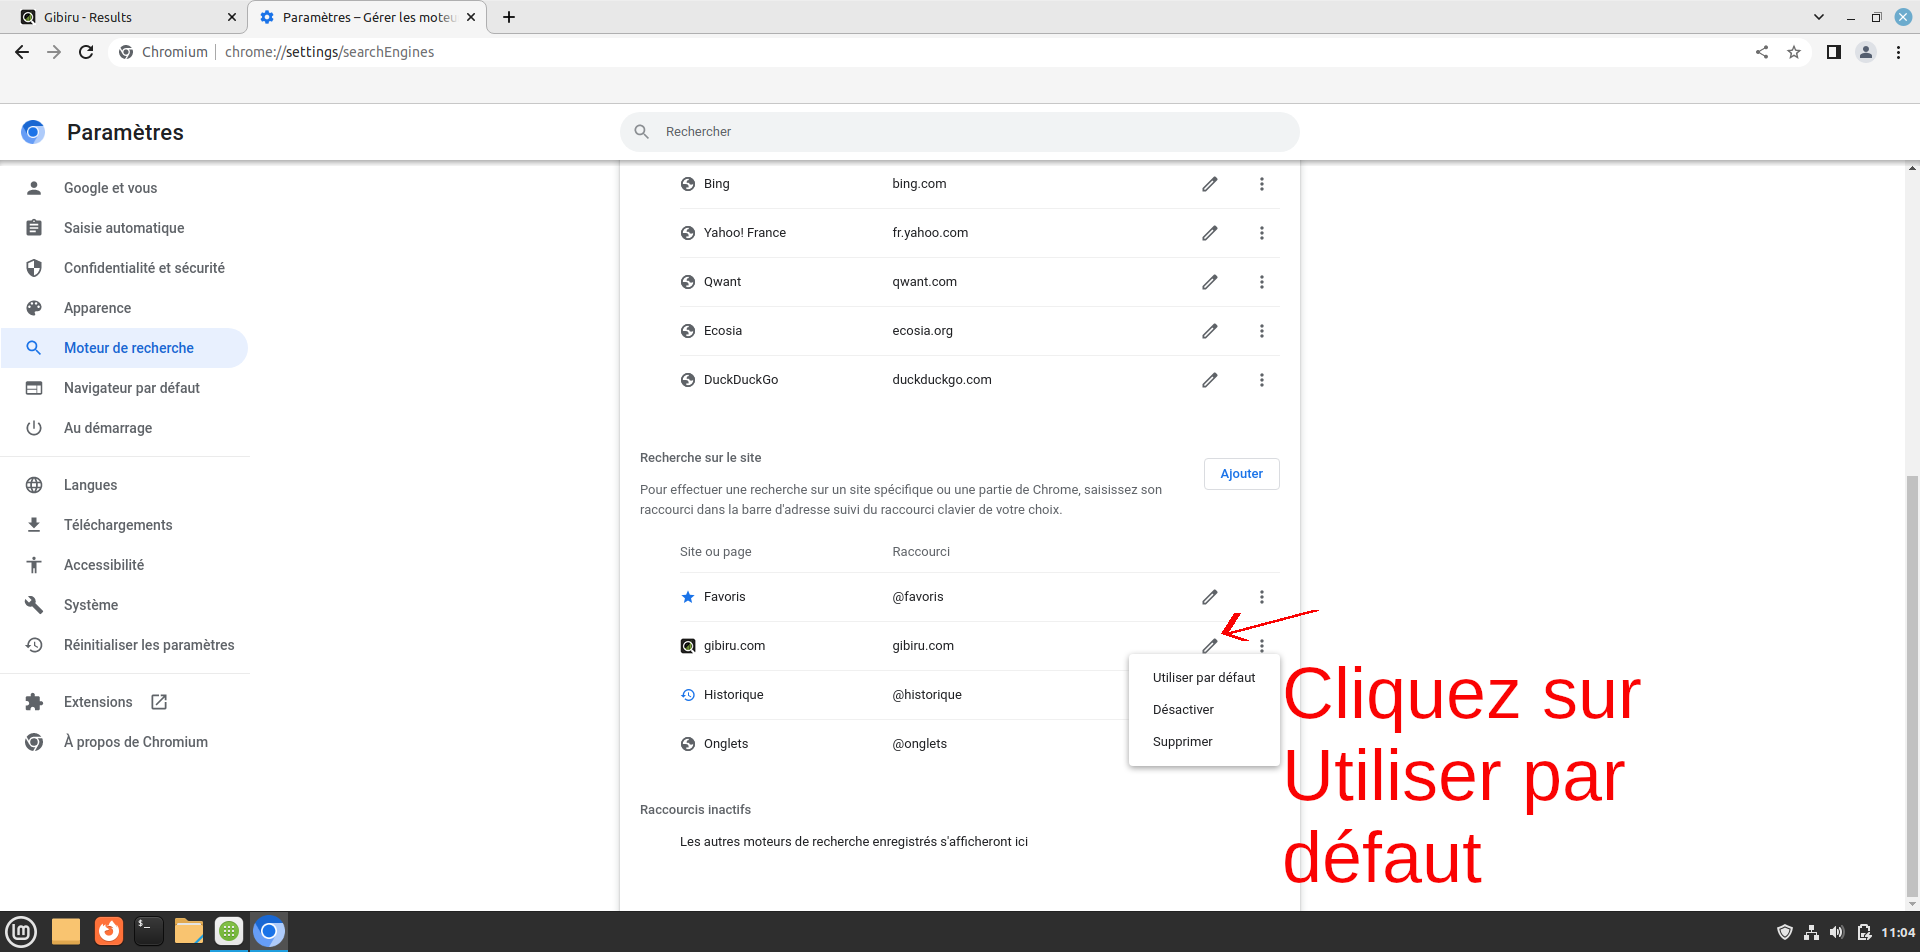 Gibiru - Results
Paramètres – Gérer les moteu
Chromium
chrome://settings/searchEngines
Paramètres
Rechercher
Google et vous
Saisie automatique
Confidentialité et sécurité
Apparence
Moteur de recherche
Navigateur par défaut
Au démarrage
Langues
Téléchargements
Accessibilité
Système
Réinitialiser les paramètres
Extensions
À propos de Chromium
Bing bing.com
Yahoo! France fr.yahoo.com
Qwant qwant.com
Ecosia ecosia.org
DuckDuckGo duckduckgo.com
Recherche sur le site
Ajouter
Pour effectuer une recherche sur un site spécifique ou une partie de Chrome, saisissez son
raccourci dans la barre d'adresse suivi du raccourci clavier de votre choix.
Site ou page Raccourci
Favoris @favoris
gibiru.com gibiru.com
Historique @historique
Onglets @onglets
Utiliser par défaut
Désactiver
Supprimer
Cliquez sur
Utiliser par
défaut
Raccourcis inactifs
Les autres moteurs de recherche enregistrés s'afficheront ici
11:04